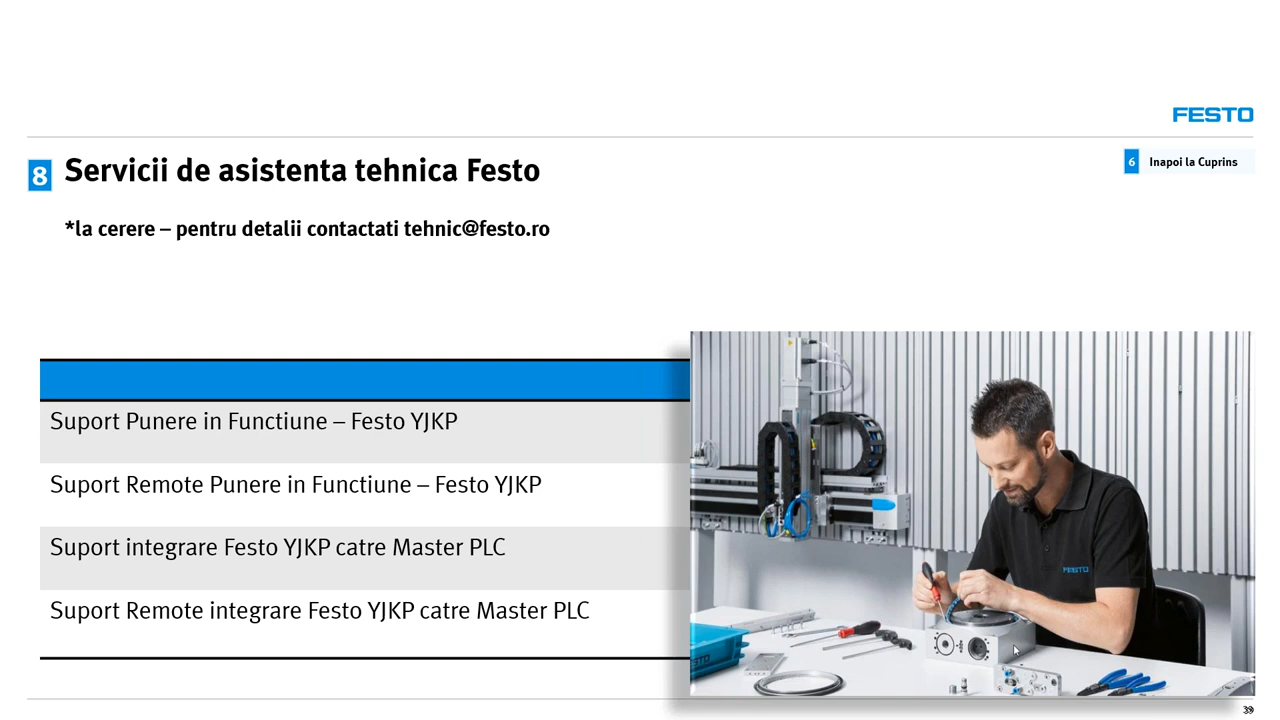 FESTO
8 Servicii de asistenta tehnica Festo
6 Inapoi la Cuprins
*la cerere – pentru detalii contactati tehnic@festo.ro
Suport Punere in Functiune – Festo YJKP
Suport Remote Punere in Functiune – Festo YJKP
Suport integrare Festo YJKP catre Master PLC
Suport Remote integrare Festo YJKP catre Master PLC
FESTO
FESTO
39